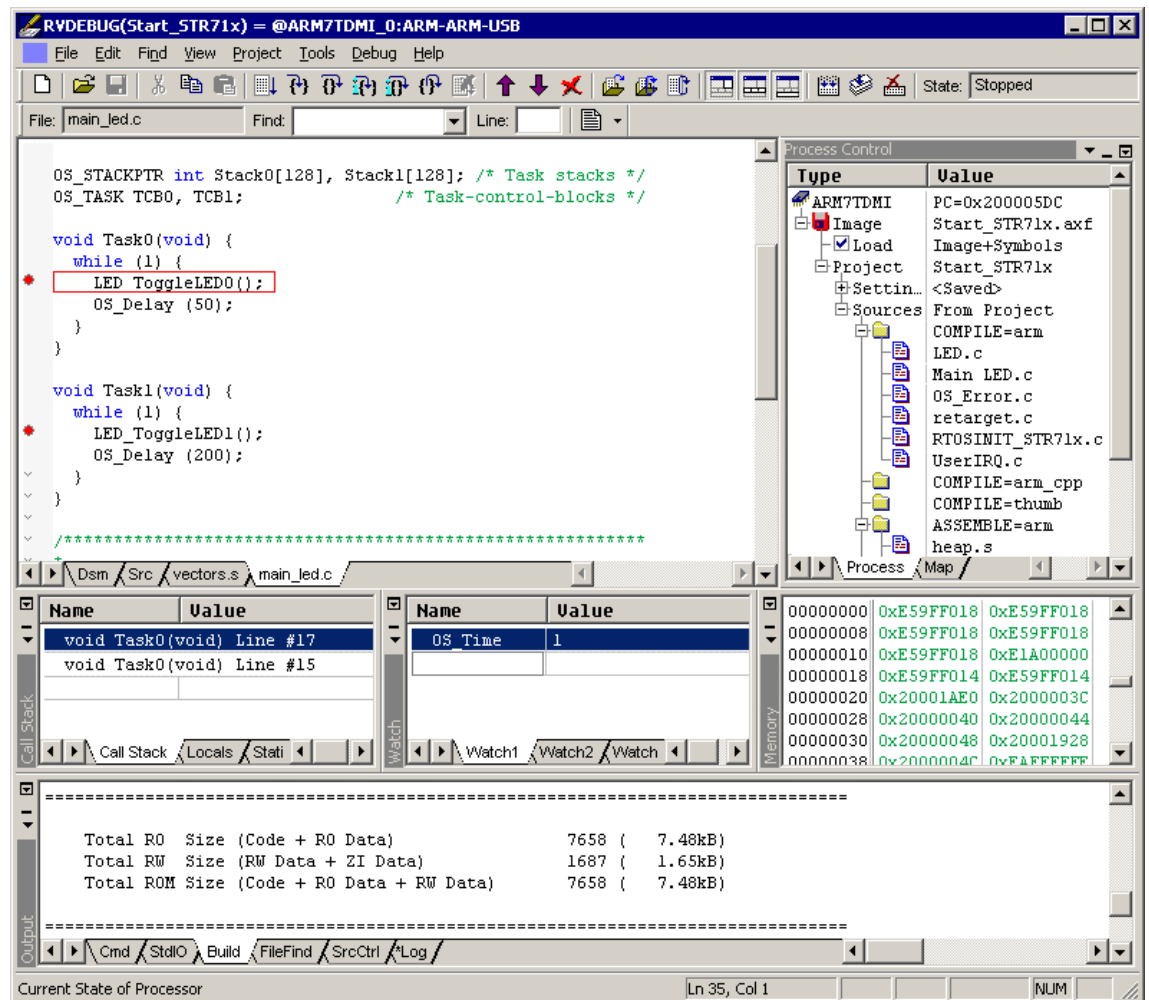 RVDEBUG(Start_STR71x) = @ARM7TDMI_0:ARM-ARM-USB
File Edit Find View Project Tools Debug Help
State: Stopped
File: main_led.c Find: Line:
OS_STACKPTR int Stack0[128], Stack1[128]; /* Task stacks */
OS_TASK TCB0, TCB1; /* Task-control-blocks */
void Task0(void) {
while (1) {
LED_ToggleLED0();
OS_Delay (50);
}
}
void Task1(void) {
while (1) {
LED_ToggleLED1();
OS_Delay (200);
}
}
/**********************************************************
*
Dsm Src vectors.s main_led.c
Process Control
Type Value
ARM7TDMI PC=0x200005DC
Image Start_STR71x.axf
Load Image+Symbols
Project Start_STR71x
Settin... <Saved>
Sources From Project
COMPILE=arm
LED.c
Main LED.c
OS_Error.c
retarget.c
RTOSINIT_STR71x.c
UserIRQ.c
COMPILE=arm_cpp
COMPILE=thumb
ASSEMBLE=arm
heap.s
Process Map
Call Stack
Name Value
void Task0(void) Line #17
void Task0(void) Line #15
Call Stack Locals Stati
Watch
Name Value
OS_Time 1
Watch1 Watch2 Watch
Memory
00000000 0xE59FF018 0xE59FF018
00000008 0xE59FF018 0xE59FF018
00000010 0xE59FF018 0xE1A00000
00000018 0xE59FF014 0xE59FF014
00000020 0x20001AE0 0x2000003C
00000028 0x20000040 0x20000044
00000030 0x20000048 0x20001928
00000038 0x2000004C 0xEAFFFFFE
Output
================================================================================
Total RO Size (Code + RO Data) 7658 ( 7.48kB)
Total RW Size (RW Data + ZI Data) 1687 ( 1.65kB)
Total ROM Size (Code + RO Data + RW Data) 7658 ( 7.48kB)
================================================================================
Cmd StdIO Build FileFind SrcCtrl *Log
Current State of Processor Ln 35, Col 1 NUM